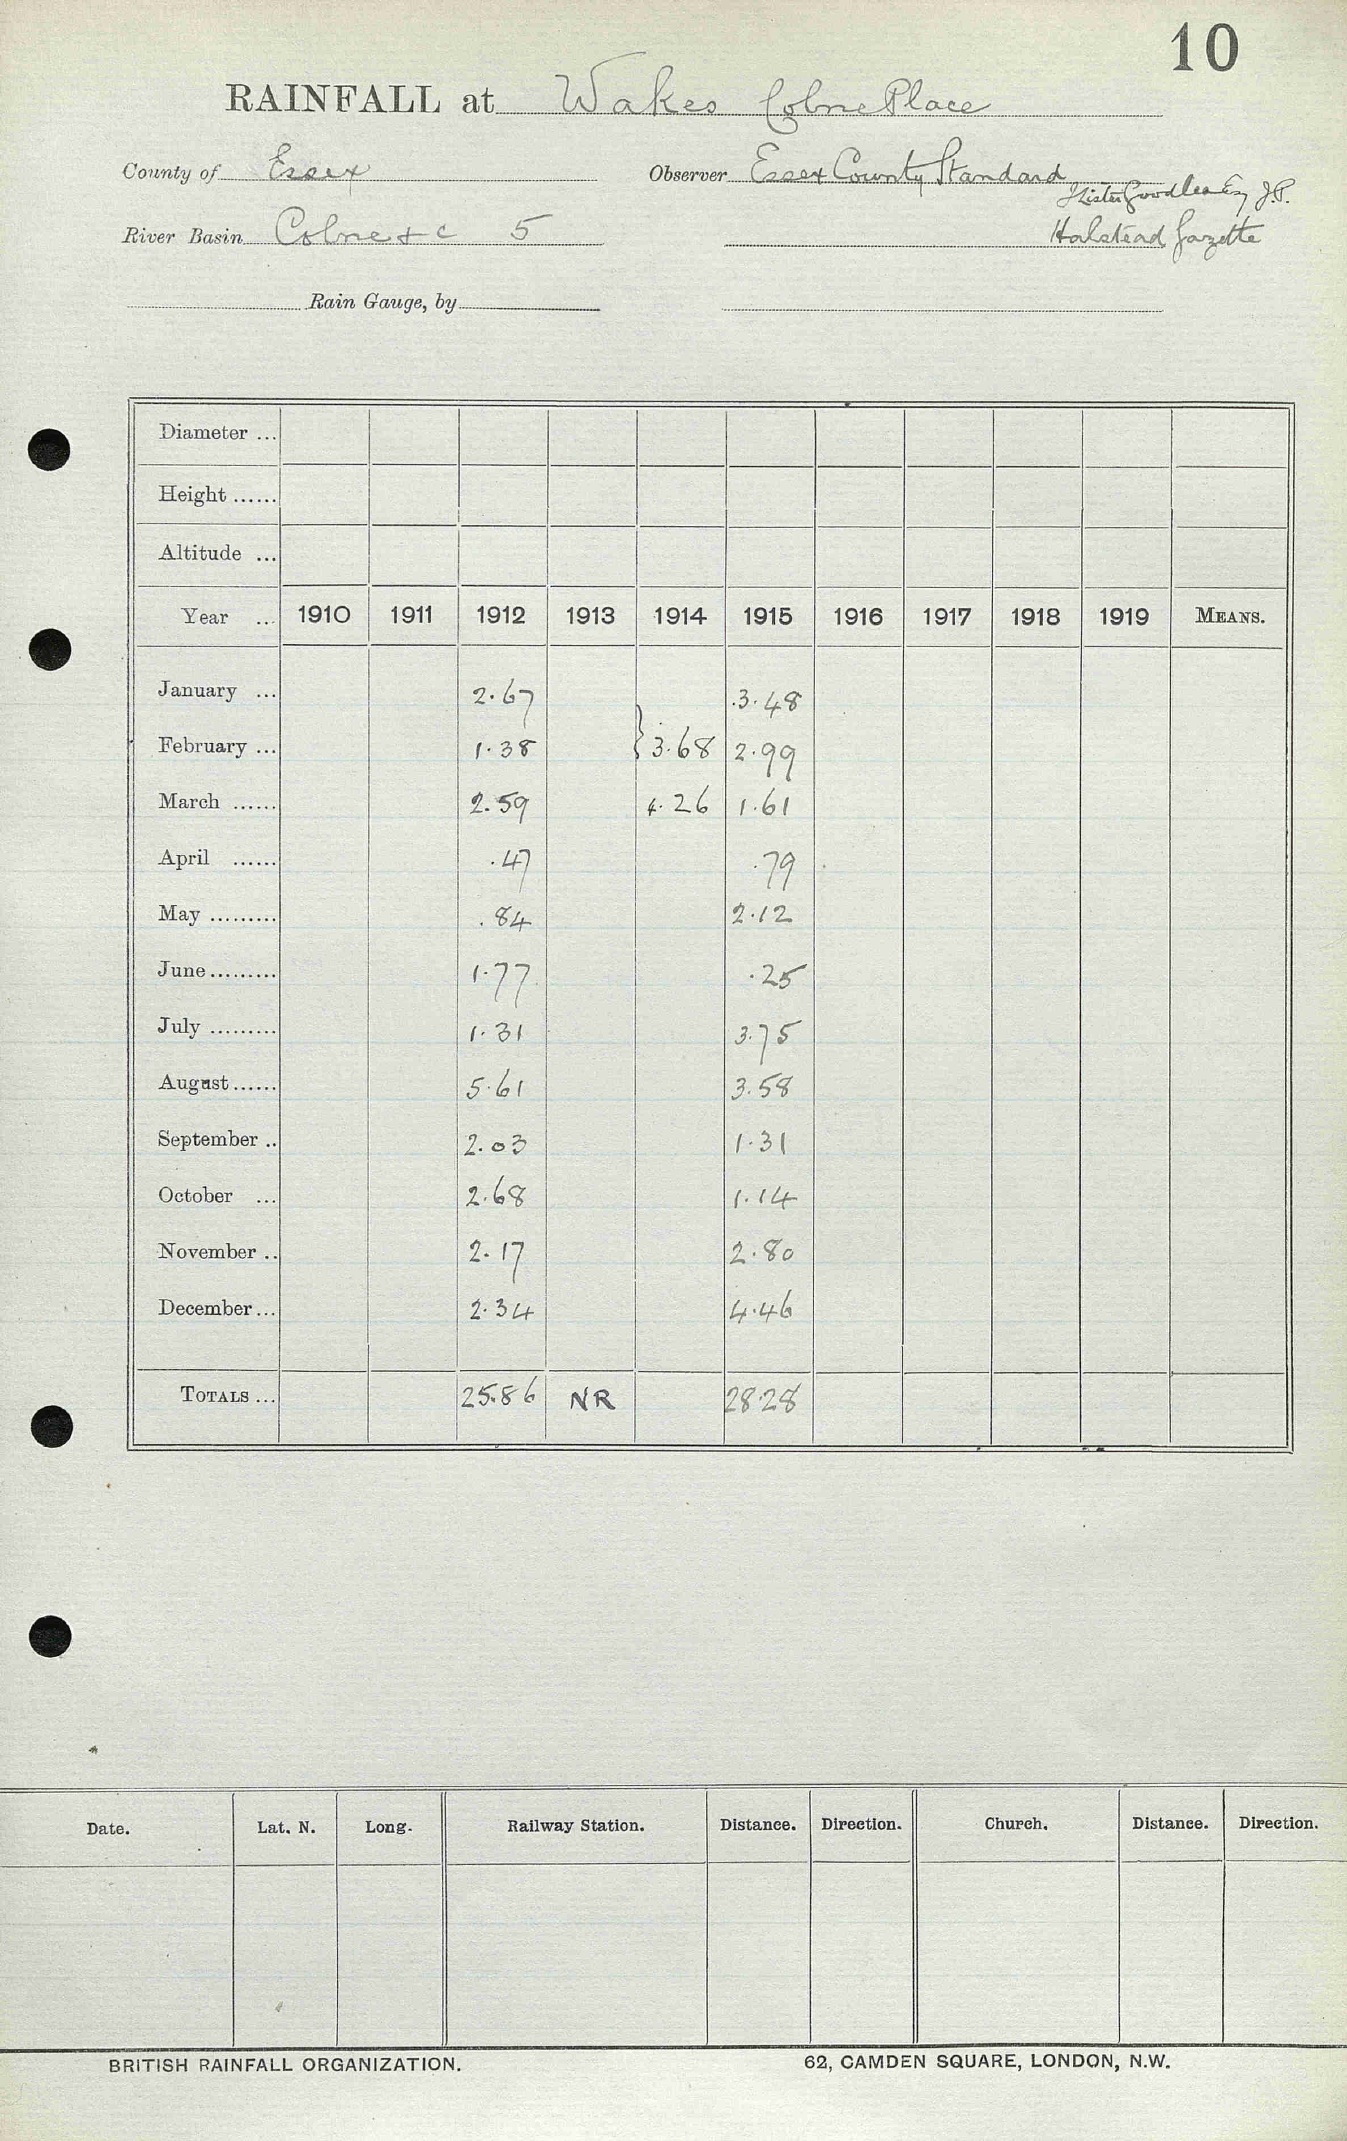 10
RAINFALL at Wakes Colne Place
County of Essex Observer Essex County Standard
J. P.
River Basin Colne & c 5 Halstead Gazette
Rain Gauge, by
Diameter ...
Height ......
Altitude ...
Year ... 1910 1911 1912 1913 1914 1915 1916 1917 1918 1919 MEANS.
January ... 2.67 3.48
February ... 1.38 } 3.68 2.99
March ...... 2.59 4.26 1.61
April ...... .47 .79
May ......... .84 2.12
June ......... 1.77 .25
July ......... 1.31 3.75
August ...... 5.61 3.58
September .. 2.03 1.31
October ... 2.68 1.14
November .. 2.17 2.80
December ... 2.34 4.46
TOTALS ... 25.86 NR 28.28
Date. Lat. N. Long. Railway Station. Distance. Direction. Church. Distance. Direction.
BRITISH RAINFALL ORGANIZATION. 62, CAMDEN SQUARE, LONDON, N.W.